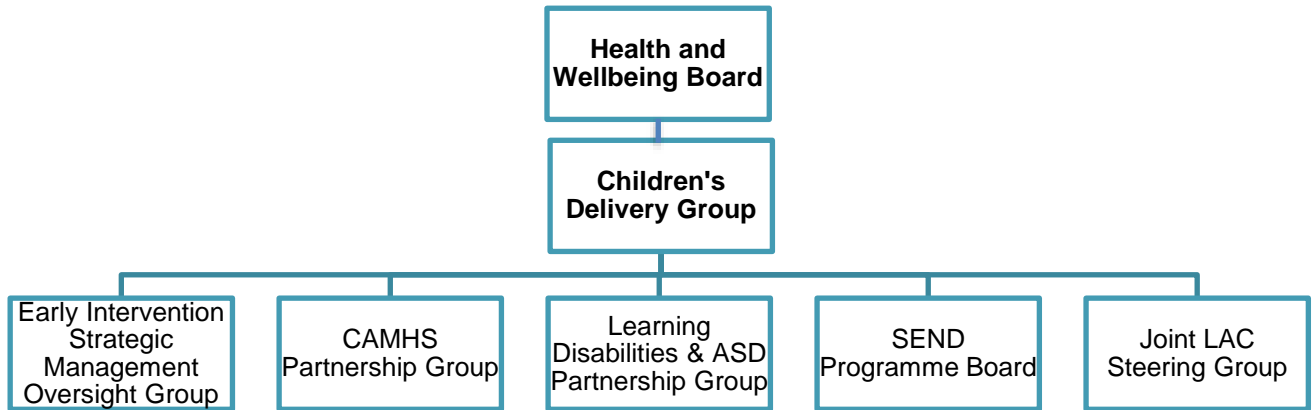 Health and
Wellbeing Board
Children's
Delivery Group
Early Intervention
Strategic
Management
Oversight Group
CAMHS
Partnership Group
Learning
Disabilities & ASD
Partnership Group
SEND
Programme Board
Joint LAC
Steering Group